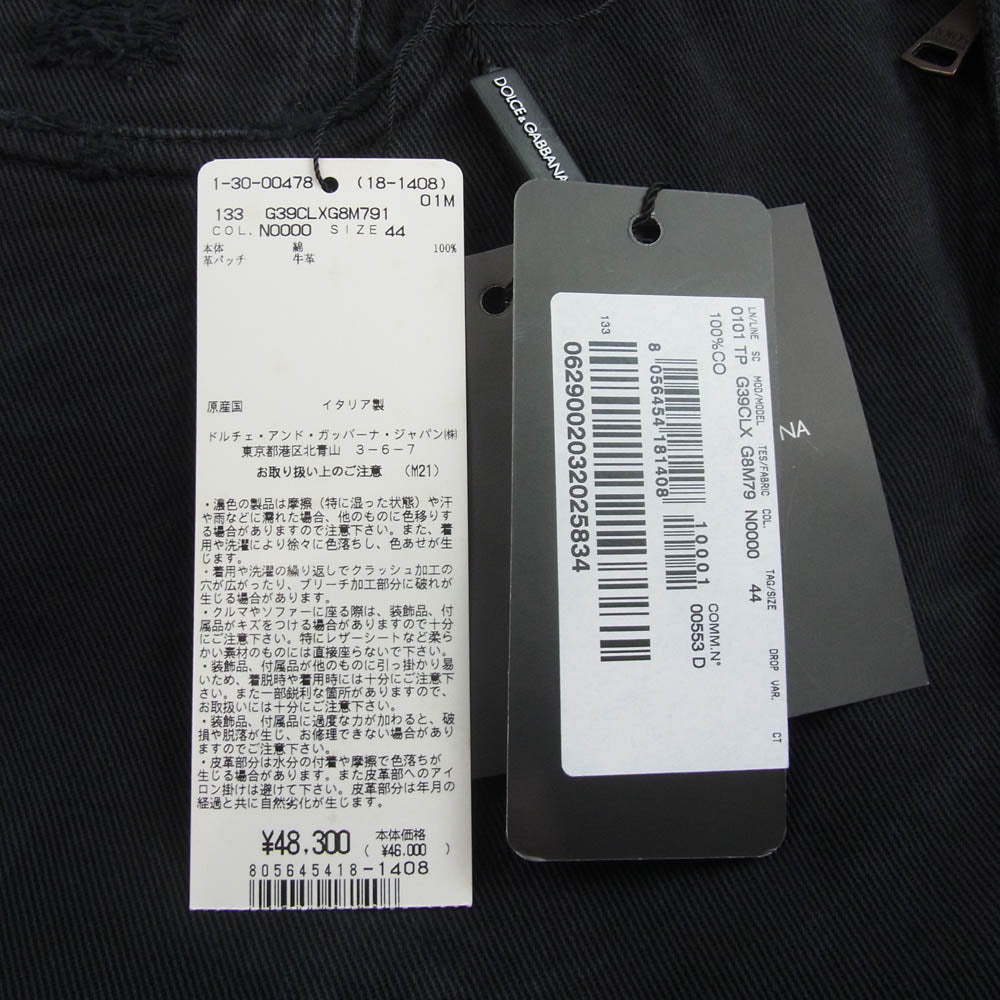 DOLCE&GABBANA
1-30-00478 (18-1408)
01M
133 G39CLXG8M791
COL. N0000 SIZE 44
本体 綿 100%
革パッチ 牛革
原産国 イタリア製
ドルチェ・アンド・ガッバーナ・ジャパン㈱
東京都港区北青山 3-6-7
お取り扱い上のご注意 (M21)
・濃色の製品は摩擦(特に湿った状態)や汗
や雨などに濡れた場合、他のものに色移りす
る場合がありますので注意下さい。また、着
用や洗濯により徐々に色落ちし、色あせが生
じます。
・着用や洗濯の繰り返しでクラッシュ加工の
穴が広がったり、ブリーチ加工部分に破れが
生じる場合があります。
・クルマやソファーに座る際は、装飾品、付
属品がキズをつける場合がありますので十分
にご注意下さい。特にレザーシートなど柔ら
かい素材のものには直接座らないで下さい。
・装飾品、付属品が他のものに引っ掛かり易
いため、着脱時や着用時には十分にご注意下
さい。また一部鋭利な箇所がありますので、
お取扱いには十分にご注意下さい。
・装飾品、付属品に過度な力が加わると、破
損や脱落が生じ、お修理できない場合があり
ますのでご注意下さい。
・皮革部分は水分の付着や摩擦で色落ちが
生じる場合があります。また皮革部へのアイ
ロン掛けは避けて下さい。皮革部分は年月の
経過と共に自然劣化が生じます。
¥48,300 本体価格
( ¥46,000 )
805645418-1408
LN/LINE SC MOD/MODEL TES/FABRIC COL. TAG/SIZE DROP VAR. CT
0101 TP G39CLX G8M79 N0000 44
100%CO
COMM.N°
00553 D
10001
8 056454 181408
0629002032025834
133
NA